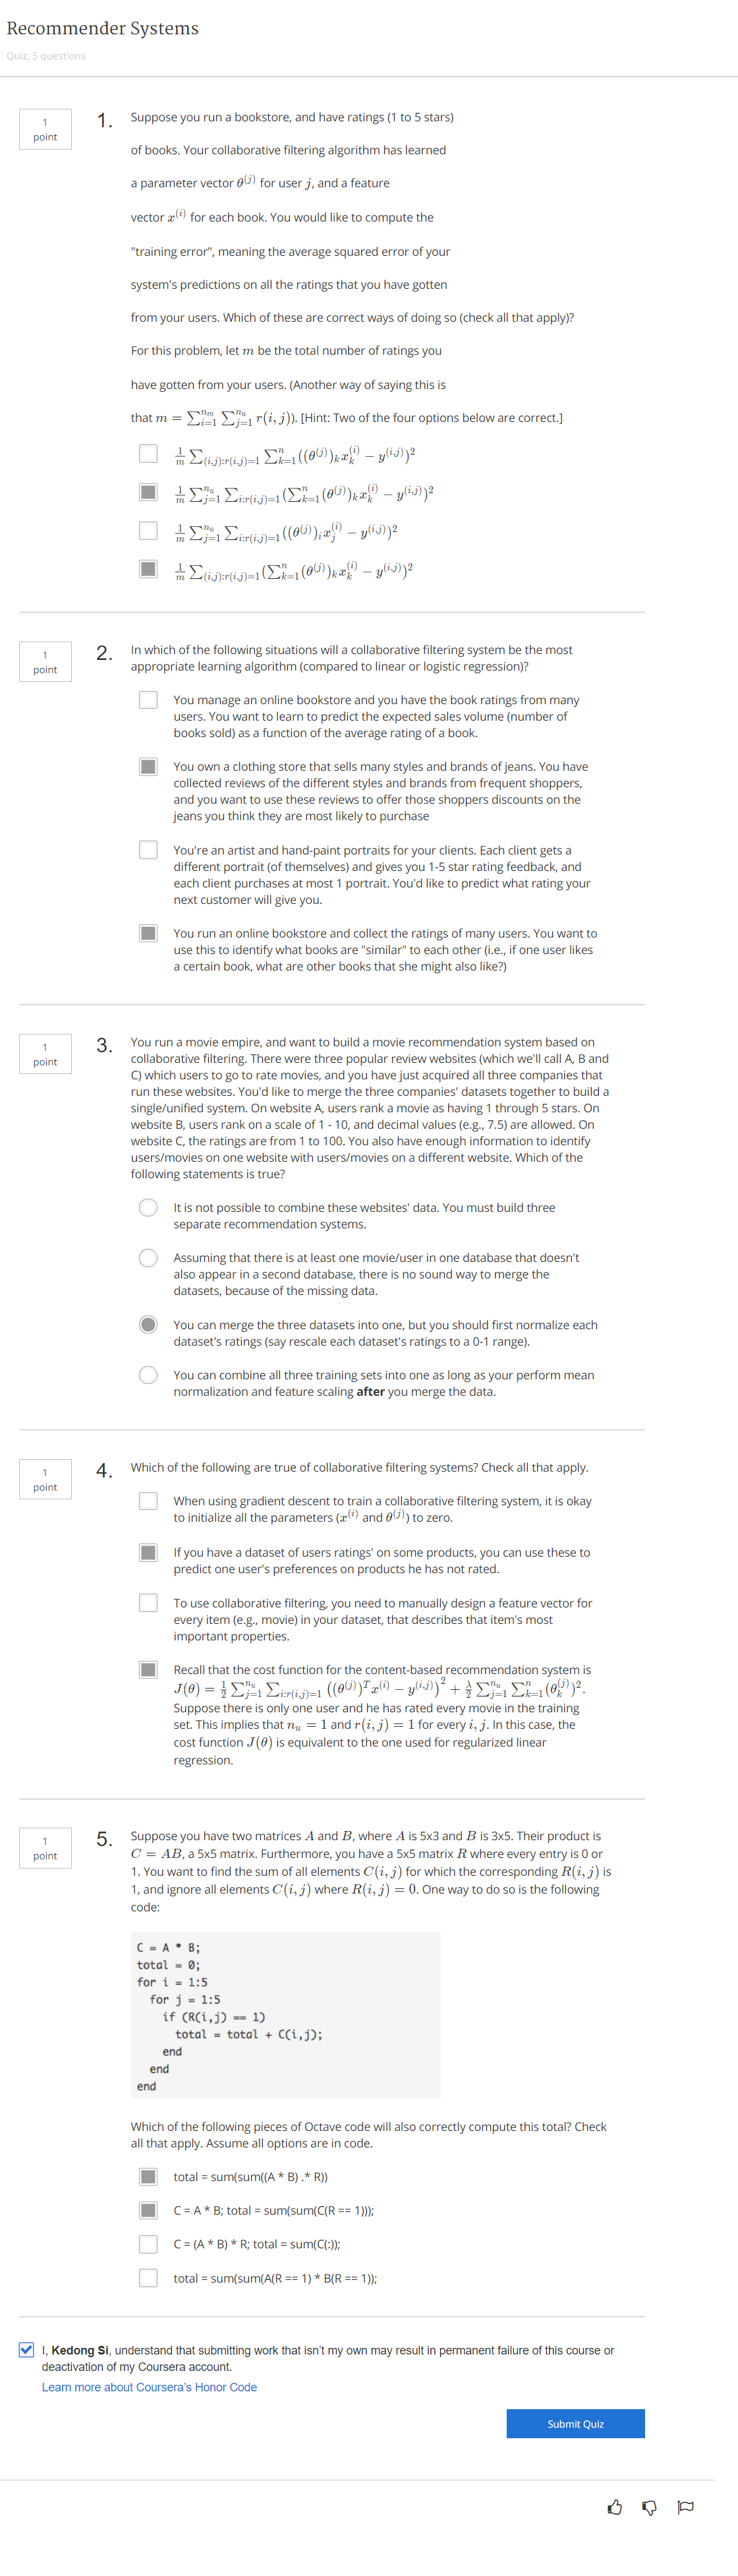 Recommender Systems
Quiz, 5 questions
1
point
1.
Suppose you run a bookstore, and have ratings (1 to 5 stars)
of books. Your collaborative filtering algorithm has learned
a parameter vector θ^(j) for user j, and a feature
vector x^(i) for each book. You would like to compute the
"training error", meaning the average squared error of your
system's predictions on all the ratings that you have gotten
from your users. Which of these are correct ways of doing so (check all that apply)?
For this problem, let m be the total number of ratings you
have gotten from your users. (Another way of saying this is
that m = ∑_{i=1}^{n_m} ∑_{j=1}^{n_u} r(i, j)). [Hint: Two of the four options below are correct.]
1/m ∑_{(i,j):r(i,j)=1} ∑_{k=1}^{n} ((θ^(j))_k x_k^(i) − y^(i,j))^2
1/m ∑_{j=1}^{n_u} ∑_{i:r(i,j)=1} (∑_{k=1}^{n} (θ^(j))_k x_k^(i) − y^(i,j))^2
1/m ∑_{j=1}^{n_u} ∑_{i:r(i,j)=1} ((θ^(j))_i x_j^(i) − y^(i,j))^2
1/m ∑_{(i,j):r(i,j)=1} (∑_{k=1}^{n} (θ^(j))_k x_k^(i) − y^(i,j))^2
1
point
2.
In which of the following situations will a collaborative filtering system be the most
appropriate learning algorithm (compared to linear or logistic regression)?
You manage an online bookstore and you have the book ratings from many
users. You want to learn to predict the expected sales volume (number of
books sold) as a function of the average rating of a book.
You own a clothing store that sells many styles and brands of jeans. You have
collected reviews of the different styles and brands from frequent shoppers,
and you want to use these reviews to offer those shoppers discounts on the
jeans you think they are most likely to purchase
You're an artist and hand-paint portraits for your clients. Each client gets a
different portrait (of themselves) and gives you 1-5 star rating feedback, and
each client purchases at most 1 portrait. You'd like to predict what rating your
next customer will give you.
You run an online bookstore and collect the ratings of many users. You want to
use this to identify what books are "similar" to each other (i.e., if one user likes
a certain book, what are other books that she might also like?)
1
point
3.
You run a movie empire, and want to build a movie recommendation system based on
collaborative filtering. There were three popular review websites (which we'll call A, B and
C) which users to go to rate movies, and you have just acquired all three companies that
run these websites. You'd like to merge the three companies' datasets together to build a
single/unified system. On website A, users rank a movie as having 1 through 5 stars. On
website B, users rank on a scale of 1 - 10, and decimal values (e.g., 7.5) are allowed. On
website C, the ratings are from 1 to 100. You also have enough information to identify
users/movies on one website with users/movies on a different website. Which of the
following statements is true?
It is not possible to combine these websites' data. You must build three
separate recommendation systems.
Assuming that there is at least one movie/user in one database that doesn't
also appear in a second database, there is no sound way to merge the
datasets, because of the missing data.
You can merge the three datasets into one, but you should first normalize each
dataset's ratings (say rescale each dataset's ratings to a 0-1 range).
You can combine all three training sets into one as long as your perform mean
normalization and feature scaling after you merge the data.
1
point
4.
Which of the following are true of collaborative filtering systems? Check all that apply.
When using gradient descent to train a collaborative filtering system, it is okay
to initialize all the parameters (x^(i) and θ^(j)) to zero.
If you have a dataset of users ratings' on some products, you can use these to
predict one user's preferences on products he has not rated.
To use collaborative filtering, you need to manually design a feature vector for
every item (e.g., movie) in your dataset, that describes that item's most
important properties.
Recall that the cost function for the content-based recommendation system is
J(θ) = 1/2 ∑_{j=1}^{n_u} ∑_{i:r(i,j)=1} ((θ^(j))^T x^(i) − y^(i,j))^2 + λ/2 ∑_{j=1}^{n_u} ∑_{k=1}^{n} (θ_k^(j))^2.
Suppose there is only one user and he has rated every movie in the training
set. This implies that n_u = 1 and r(i, j) = 1 for every i, j. In this case, the
cost function J(θ) is equivalent to the one used for regularized linear
regression.
1
point
5.
Suppose you have two matrices A and B, where A is 5x3 and B is 3x5. Their product is
C = AB, a 5x5 matrix. Furthermore, you have a 5x5 matrix R where every entry is 0 or
1. You want to find the sum of all elements C(i, j) for which the corresponding R(i, j) is
1, and ignore all elements C(i, j) where R(i, j) = 0. One way to do so is the following
code:
C = A * B;
total = 0;
for i = 1:5
for j = 1:5
if (R(i,j) == 1)
total = total + C(i,j);
end
end
end
Which of the following pieces of Octave code will also correctly compute this total? Check
all that apply. Assume all options are in code.
total = sum(sum((A * B) .* R))
C = A * B; total = sum(sum(C(R == 1)));
C = (A * B) * R; total = sum(C(:));
total = sum(sum(A(R == 1) * B(R == 1));
I, Kedong Si, understand that submitting work that isn't my own may result in permanent failure of this course or
deactivation of my Coursera account.
Learn more about Coursera's Honor Code
Submit Quiz